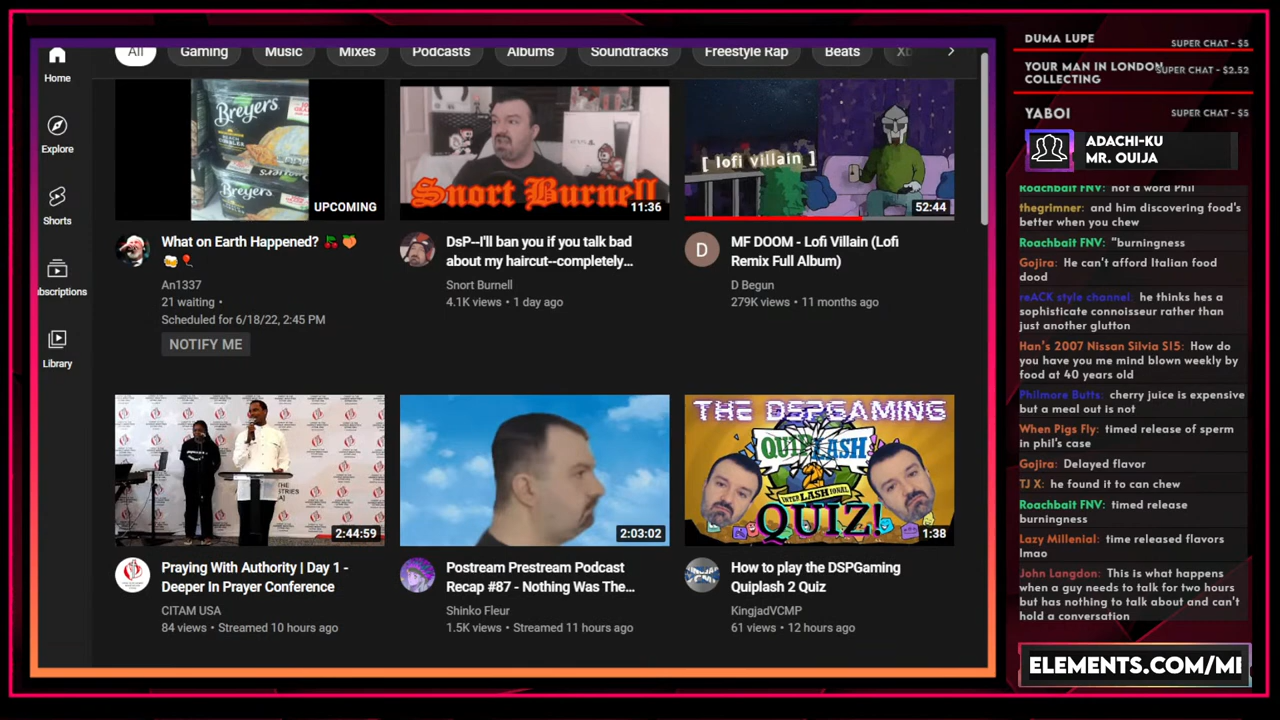 All
Gaming
Music
Mixes
Podcasts
Albums
Soundtracks
Freestyle Rap
Beats
Home
Explore
Shorts
bscriptions
Library
Breyers
Breyers
UPCOMING
What on Earth Happened? 🍒 🍑
🍻 🎈
An1337
21 waiting •
Scheduled for 6/18/22, 2:45 PM
NOTIFY ME
Snort Burnell
11:36
DsP--I'll ban you if you talk bad
about my haircut--completely...
Snort Burnell
4.1K views • 1 day ago
[ lofi villain ]
52:44
D
MF DOOM - Lofi Villain (Lofi
Remix Full Album)
D Begun
279K views • 11 months ago
2:44:59
Praying With Authority | Day 1 -
Deeper In Prayer Conference
CITAM USA
84 views • Streamed 10 hours ago
2:03:02
Postream Prestream Podcast
Recap #87 - Nothing Was The...
Shinko Fleur
1.5K views • Streamed 11 hours ago
THE DSPGAMING
QUIPLASH
2
INTERLASHIONAL
QUIZ!
1:38
How to play the DSPGaming
Quiplash 2 Quiz
KingjadVCMP
61 views • 12 hours ago
DUMA LUPE
SUPER CHAT - $5
YOUR MAN IN LONDON
COLLECTING
SUPER CHAT - $2.52
YABOI
SUPER CHAT - $5
ADACHI-KU
MR. OUIJA
Roachbait FNV: not a word Phil
thegrimner: and him discovering food's
better when you chew
Roachbait FNV: "burningness
Gojira: He can't afford Italian food
dood
reACK style channel: he thinks hes a
sophisticate connoisseur rather than
just another glutton
Han's 2007 Nissan Silvia S15: How do
you have you me mind blown weekly by
food at 40 years old
Philmore Butts: cherry juice is expensive
but a meal out is not
When Pigs Fly: timed release of sperm
in phil's case
Gojira: Delayed flavor
TJ X: he found it to can chew
Roachbait FNV: timed release
burningness
Lazy Millenial: time released flavors
lmao
John Langdon: This is what happens
when a guy needs to talk for two hours
but has nothing to talk about and can't
hold a conversation
ELEMENTS.COM/ME